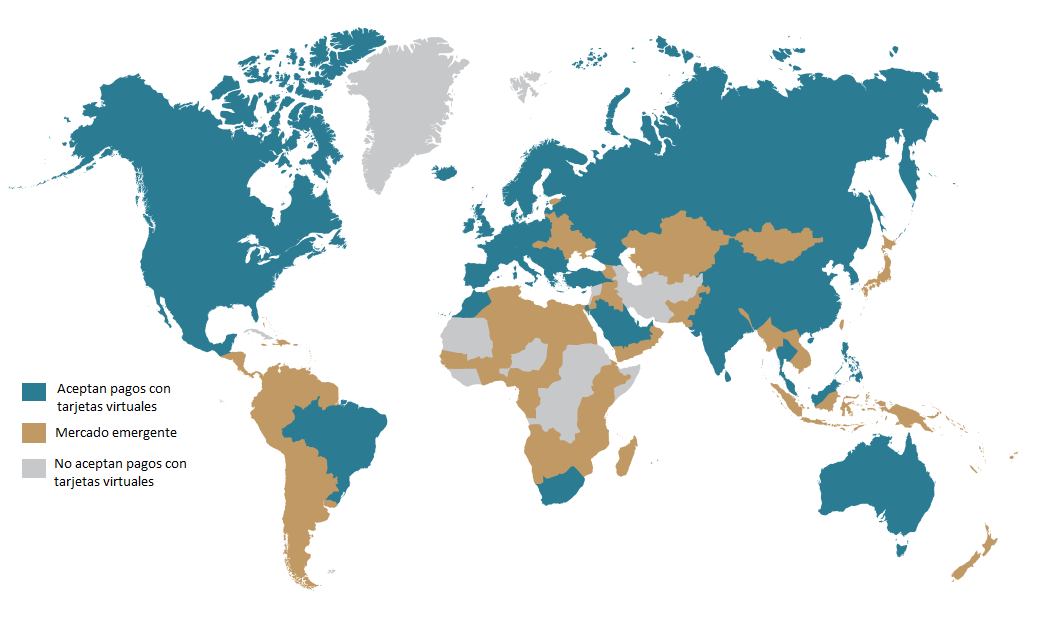 Aceptan pagos con
tarjetas virtuales
Mercado emergente
No aceptan pagos con
tarjetas virtuales